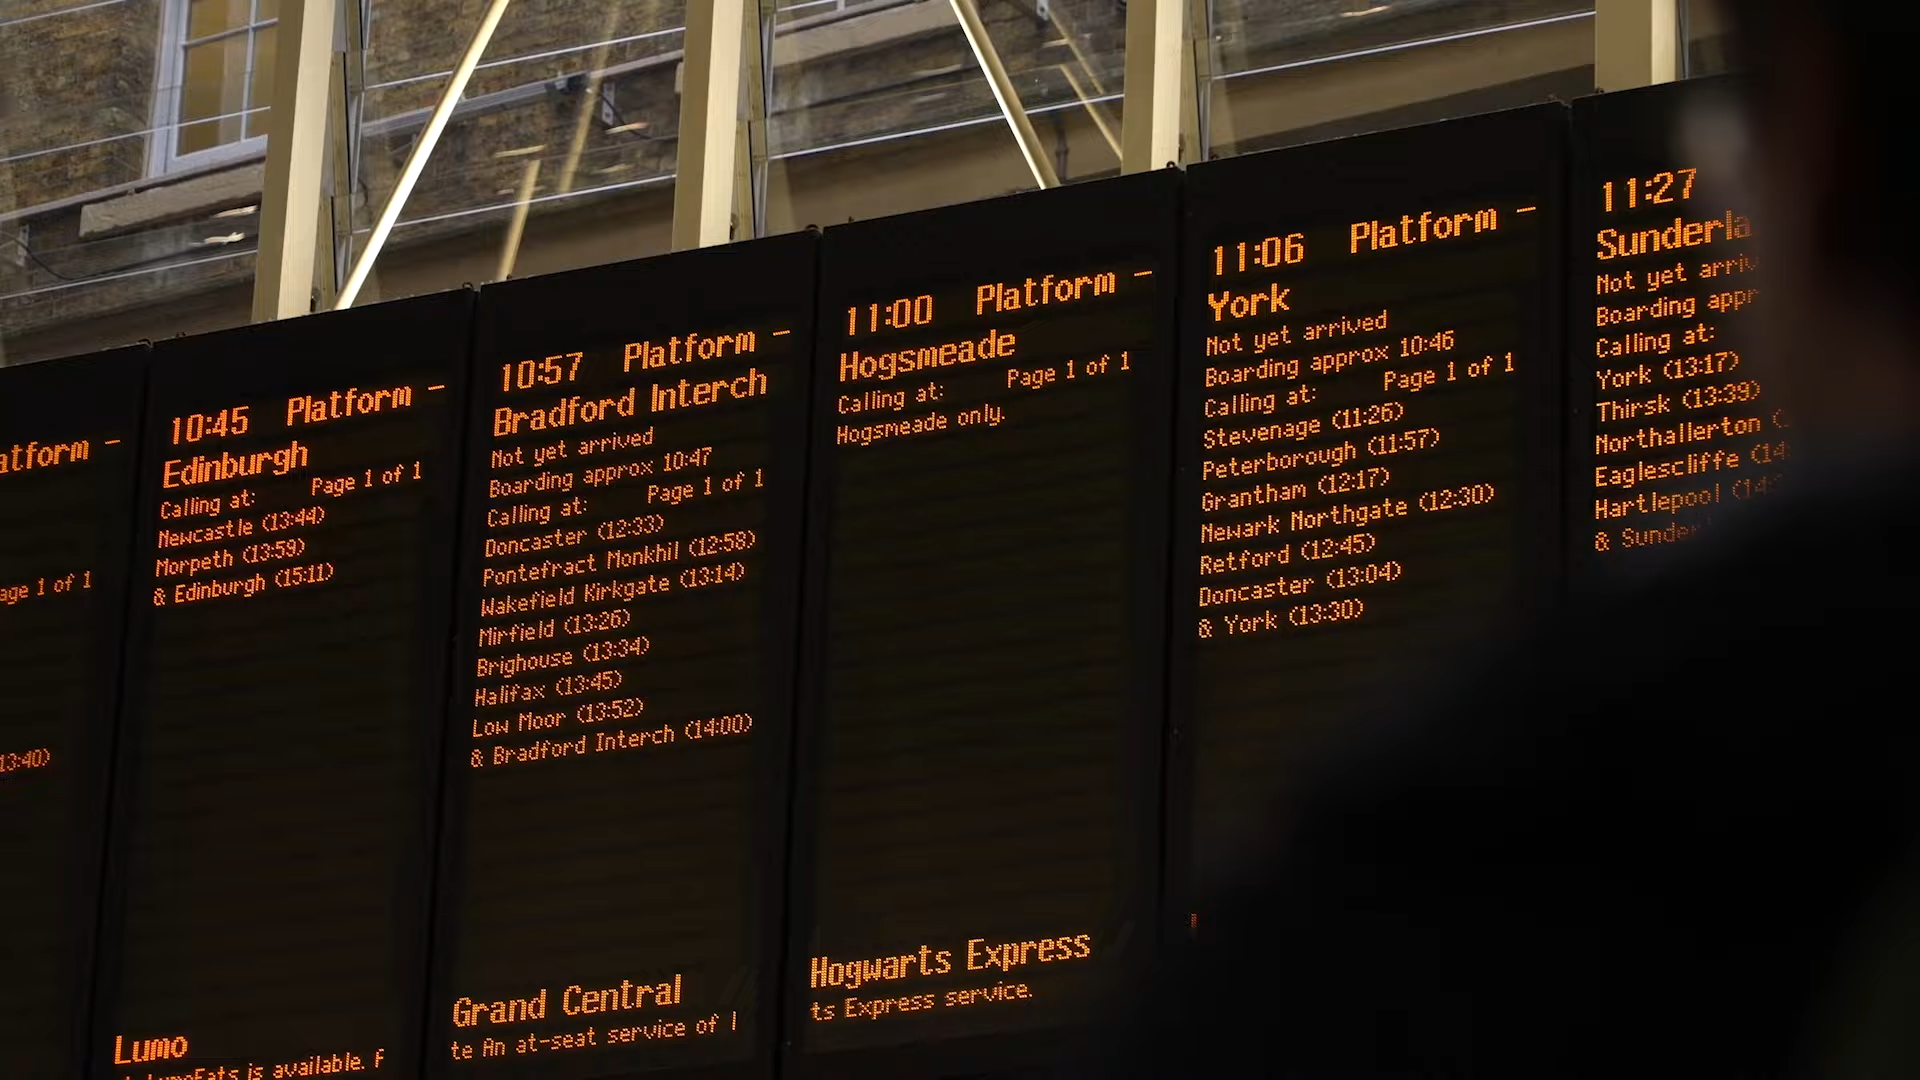 atform –
age 1 of 1
13:40)
10:45 Platform –
Edinburgh
Calling at: Page 1 of 1
Newcastle (13:44)
Morpeth (13:59)
& Edinburgh (15:11)
Lumo
LumoEats is available. F
10:57 Platform –
Bradford Interch
Not yet arrived
Boarding approx 10:47
Calling at: Page 1 of 1
Doncaster (12:33)
Pontefract Monkhil (12:58)
Wakefield Kirkgate (13:14)
Mirfield (13:26)
Brighouse (13:34)
Halifax (13:45)
Low Moor (13:52)
& Bradford Interch (14:00)
Grand Central
te An at-seat service of l
11:00 Platform –
Hogsmeade
Calling at: Page 1 of 1
Hogsmeade only.
Hogwarts Express
ts Express service.
11:06 Platform –
York
Not yet arrived
Boarding approx 10:46
Calling at: Page 1 of 1
Stevenage (11:26)
Peterborough (11:57)
Grantham (12:17)
Newark Northgate (12:30)
Retford (12:45)
Doncaster (13:04)
& York (13:30)
11:27
Sunderla
Not yet arriv
Boarding appr
Calling at:
York (13:17)
Thirsk (13:39)
Northallerton (
Eaglescliffe (14:
Hartlepool (14:
& Sunder